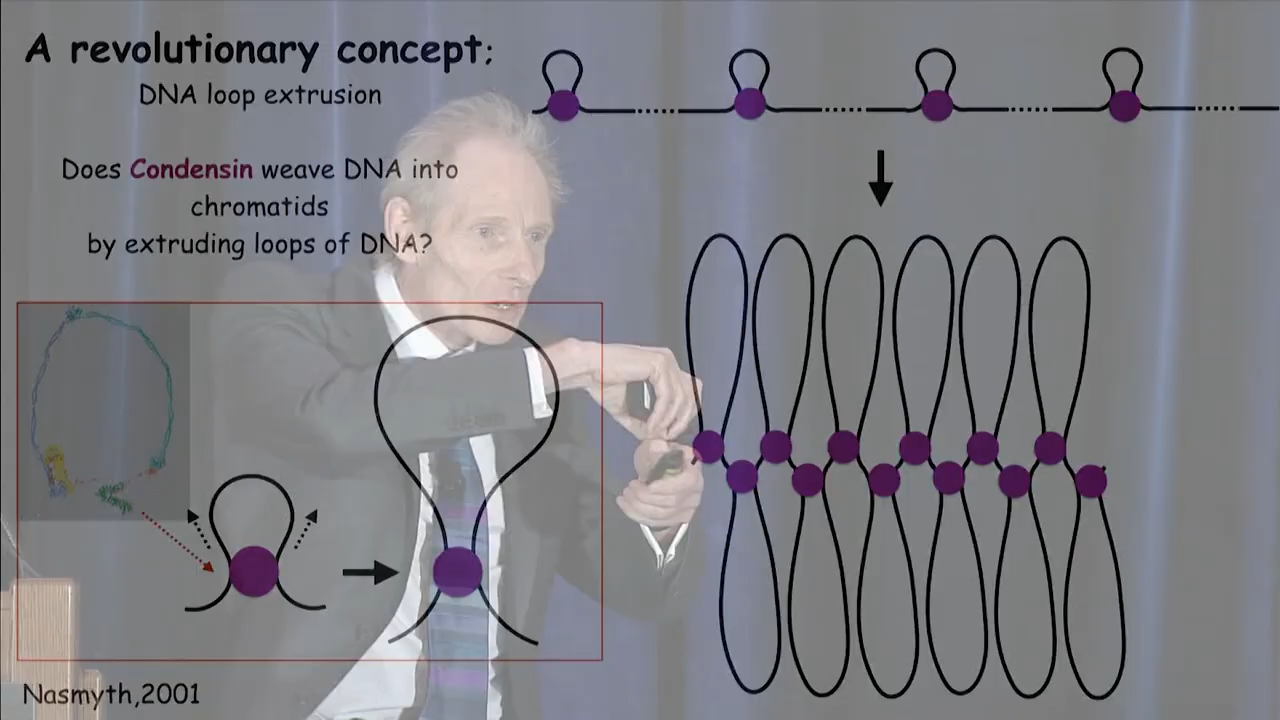 A revolutionary concept:
DNA loop extrusion
Does Condensin weave DNA into
chromatids
by extruding loops of DNA?
Nasmyth,2001